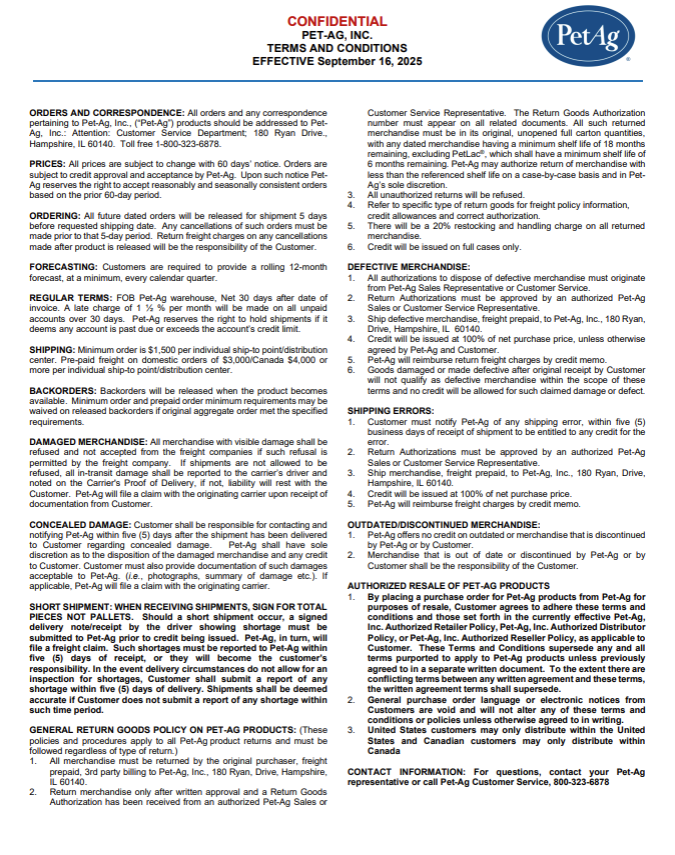 CONFIDENTIAL
PET-AG, INC.
TERMS AND CONDITIONS
EFFECTIVE September 16, 2025
PetAg
®
ORDERS AND CORRESPONDENCE: All orders and any correspondence
pertaining to Pet-Ag, Inc., ("Pet-Ag") products should be addressed to Pet-
Ag, Inc.: Attention: Customer Service Department; 180 Ryan Drive.,
Hampshire, IL 60140. Toll free 1-800-323-6878.
PRICES: All prices are subject to change with 60 days' notice. Orders are
subject to credit approval and acceptance by Pet-Ag. Upon such notice Pet-
Ag reserves the right to accept reasonably and seasonally consistent orders
based on the prior 60-day period.
ORDERING: All future dated orders will be released for shipment 5 days
before requested shipping date. Any cancellations of such orders must be
made prior to that 5-day period. Return freight charges on any cancellations
made after product is released will be the responsibility of the Customer.
FORECASTING: Customers are required to provide a rolling 12-month
forecast, at a minimum, every calendar quarter.
REGULAR TERMS: FOB Pet-Ag warehouse, Net 30 days after date of
invoice. A late charge of 1 ½ % per month will be made on all unpaid
accounts over 30 days. Pet-Ag reserves the right to hold shipments if it
deems any account is past due or exceeds the account's credit limit.
SHIPPING: Minimum order is $1,500 per individual ship-to point/distribution
center. Pre-paid freight on domestic orders of $3,000/Canada $4,000 or
more per individual ship-to point/distribution center.
BACKORDERS: Backorders will be released when the product becomes
available. Minimum order and prepaid order minimum requirements may be
waived on released backorders if original aggregate order met the specified
requirements.
DAMAGED MERCHANDISE: All merchandise with visible damage shall be
refused and not accepted from the freight companies if such refusal is
permitted by the freight company. If shipments are not allowed to be
refused, all in-transit damage shall be reported to the carrier's driver and
noted on the Carrier's Proof of Delivery, if not, liability will rest with the
Customer. Pet-Ag will file a claim with the originating carrier upon receipt of
documentation from Customer.
CONCEALED DAMAGE: Customer shall be responsible for contacting and
notifying Pet-Ag within five (5) days after the shipment has been delivered
to Customer regarding concealed damage. Pet-Ag shall have sole
discretion as to the disposition of the damaged merchandise and any credit
to Customer. Customer must also provide documentation of such damages
acceptable to Pet-Ag. (i.e., photographs, summary of damage etc.). If
applicable, Pet-Ag will file a claim with the originating carrier.
SHORT SHIPMENT: WHEN RECEIVING SHIPMENTS, SIGN FOR TOTAL
PIECES NOT PALLETS. Should a short shipment occur, a signed
delivery note/receipt by the driver showing shortage must be
submitted to Pet-Ag prior to credit being issued. Pet-Ag, in turn, will
file a freight claim. Such shortages must be reported to Pet-Ag within
five (5) days of receipt, or they will become the customer's
responsibility. In the event delivery circumstances do not allow for an
inspection for shortages, Customer shall submit a report of any
shortage within five (5) days of delivery. Shipments shall be deemed
accurate if Customer does not submit a report of any shortage within
such time period.
GENERAL RETURN GOODS POLICY ON PET-AG PRODUCTS: (These
policies and procedures apply to all Pet-Ag product returns and must be
followed regardless of type of return.)
1. All merchandise must be returned by the original purchaser, freight
prepaid, 3rd party billing to Pet-Ag, Inc., 180 Ryan, Drive, Hampshire,
IL 60140.
2. Return merchandise only after written approval and a Return Goods
Authorization has been received from an authorized Pet-Ag Sales or
Customer Service Representative. The Return Goods Authorization
number must appear on all related documents. All such returned
merchandise must be in its original, unopened full carton quantities,
with any dated merchandise having a minimum shelf life of 18 months
remaining, excluding PetLac®, which shall have a minimum shelf life of
6 months remaining. Pet-Ag may authorize return of merchandise with
less than the referenced shelf life on a case-by-case basis and in Pet-
Ag's sole discretion.
3. All unauthorized returns will be refused.
4. Refer to specific type of return goods for freight policy information,
credit allowances and correct authorization.
5. There will be a 20% restocking and handling charge on all returned
merchandise.
6. Credit will be issued on full cases only.
DEFECTIVE MERCHANDISE:
1. All authorizations to dispose of defective merchandise must originate
from Pet-Ag Sales Representative or Customer Service.
2. Return Authorizations must be approved by an authorized Pet-Ag
Sales or Customer Service Representative.
3. Ship defective merchandise, freight prepaid, to Pet-Ag, Inc., 180 Ryan,
Drive, Hampshire, IL 60140.
4. Credit will be issued at 100% of net purchase price, unless otherwise
agreed by Pet-Ag and Customer.
5. Pet-Ag will reimburse return freight charges by credit memo.
6. Goods damaged or made defective after original receipt by Customer
will not qualify as defective merchandise within the scope of these
terms and no credit will be allowed for such claimed damage or defect.
SHIPPING ERRORS:
1. Customer must notify Pet-Ag of any shipping error, within five (5)
business days of receipt of shipment to be entitled to any credit for the
error.
2. Return Authorizations must be approved by an authorized Pet-Ag
Sales or Customer Service Representative.
3. Ship merchandise, freight prepaid, to Pet-Ag, Inc., 180 Ryan, Drive,
Hampshire, IL 60140.
4. Credit will be issued at 100% of net purchase price.
5. Pet-Ag will reimburse freight charges by credit memo.
OUTDATED/DISCONTINUED MERCHANDISE:
1. Pet-Ag offers no credit on outdated or merchandise that is discontinued
by Pet-Ag or by Customer.
2. Merchandise that is out of date or discontinued by Pet-Ag or by
Customer shall be the responsibility of the Customer.
AUTHORIZED RESALE OF PET-AG PRODUCTS
1. By placing a purchase order for Pet-Ag products from Pet-Ag for
purposes of resale, Customer agrees to adhere these terms and
conditions and those set forth in the currently effective Pet-Ag,
Inc. Authorized Retailer Policy, Pet-Ag, Inc. Authorized Distributor
Policy, or Pet-Ag, Inc. Authorized Reseller Policy, as applicable to
Customer. These Terms and Conditions supersede any and all
terms purported to apply to Pet-Ag products unless previously
agreed to in a separate written document. To the extent there are
conflicting terms between any written agreement and these terms,
the written agreement terms shall supersede.
2. General purchase order language or electronic notices from
Customers are void and will not alter any of these terms and
conditions or policies unless otherwise agreed to in writing.
3. United States customers may only distribute within the United
States and Canadian customers may only distribute within
Canada
CONTACT INFORMATION: For questions, contact your Pet-Ag
representative or call Pet-Ag Customer Service, 800-323-6878